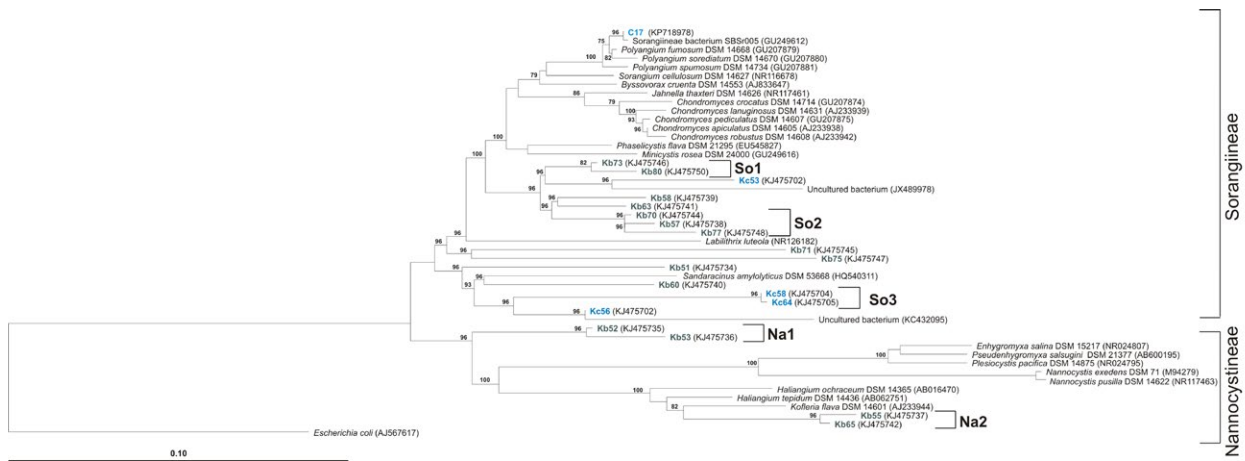 96 C17 (KP718978)
75 Sorangiineae bacterium SBSr005 (GU249612)
Polyangium fumosum DSM 14668 (GU207879)
100 82 Polyangium sorediatum DSM 14670 (GU207880)
Polyangium spumosum DSM 14734 (GU207881)
79 Sorangium cellulosum DSM 14627 (NR116678)
Byssovorax cruenta DSM 14553 (AJ833647)
86 Jahnella thaxteri DSM 14626 (NR117461)
79 Chondromyces crocatus DSM 14714 (GU207874)
100 Chondromyces lanuginosus DSM 14631 (AJ233939)
93 Chondromyces pediculatus DSM 14607 (GU207875)
96 Chondromyces apiculatus DSM 14605 (AJ233938)
Chondromyces robustus DSM 14608 (AJ233942)
100 Phaselicystis flava DSM 21295 (EU545827)
Minicystis rosea DSM 24000 (GU249616)
100 82 Kb73 (KJ475746)
Kb80 (KJ475750)
So1
96 96 Kc53 (KJ475702)
Uncultured bacterium (JX489978)
96 96 Kb58 (KJ475739)
Kb63 (KJ475741)
96 Kb70 (KJ475744)
96 Kb57 (KJ475738)
Kb77 (KJ475748)
So2
96 Labilithrix luteola (NR126182)
96 96 Kb71 (KJ475745)
Kb75 (KJ475747)
96 Kb51 (KJ475734)
Sandaracinus amylolyticus DSM 53668 (HQ540311)
93 96 Kb60 (KJ475740)
96 Kc58 (KJ475704)
Kc64 (KJ475705)
So3
96 96 Kc56 (KJ475702)
Uncultured bacterium (KC432095)
Sorangiineae
96 96 Kb52 (KJ475735)
Kb53 (KJ475736)
Na1
Enhygromyxa salina DSM 15217 (NR024807)
100 Pseudenhygromyxa salsugini DSM 21377 (AB600195)
100 Plesiocystis pacifica DSM 14875 (NR024795)
100 Nannocystis exedens DSM 71 (M94279)
Nannocystis pusilla DSM 14622 (NR117463)
100 Haliangium ochraceum DSM 14365 (AB016470)
Haliangium tepidum DSM 14436 (AB062751)
82 Kofleria flava DSM 14601 (AJ233944)
96 Kb55 (KJ475737)
Kb65 (KJ475742)
Na2
Nannocystineae
Escherichia coli (AJ567617)
0.10